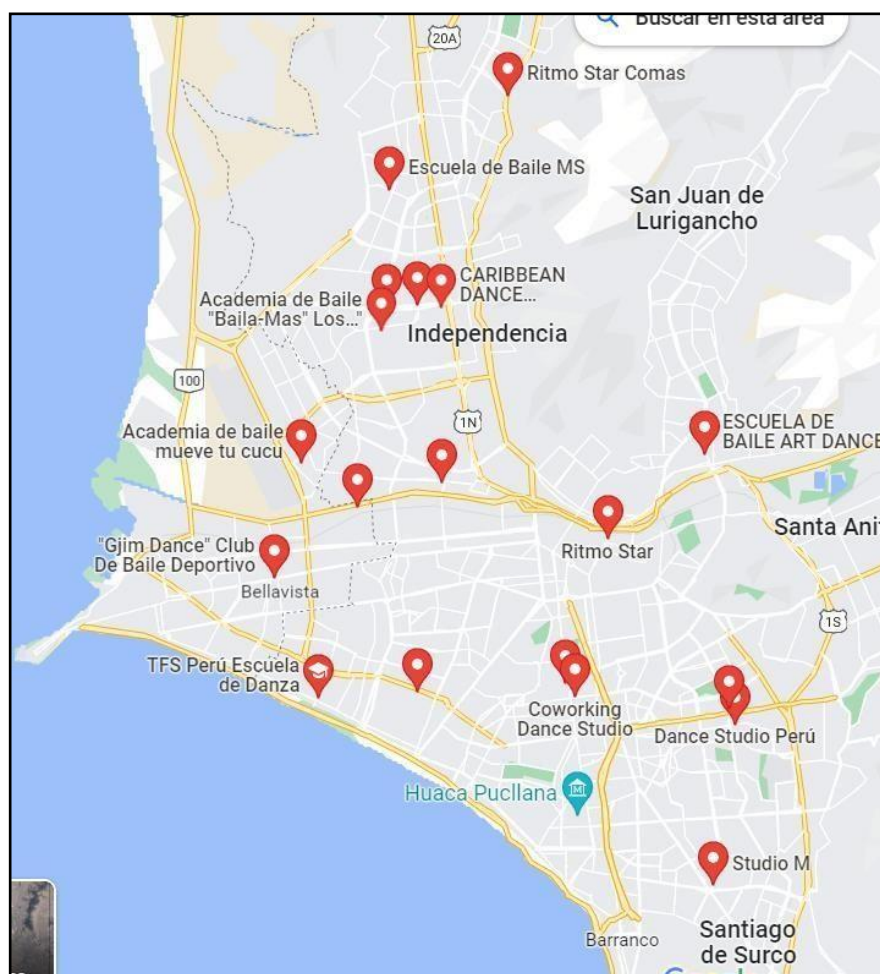 Buscar en esta área
20A
Ritmo Star Comas
Escuela de Baile MS
San Juan de
Lurigancho
CARIBBEAN
DANCE...
Academia de Baile
"Baila-Mas" Los..."
Independencia
100
1N
Academia de baile
mueve tu cucu
ESCUELA DE
BAILE ART DANCE
Santa Anit
Ritmo Star
"Gjim Dance" Club
De Baile Deportivo
Bellavista
1S
TFS Perú Escuela
de Danza
Coworking
Dance Studio
Dance Studio Perú
Huaca Pucllana
M
Studio M
Santiago
de Surco
Barranco